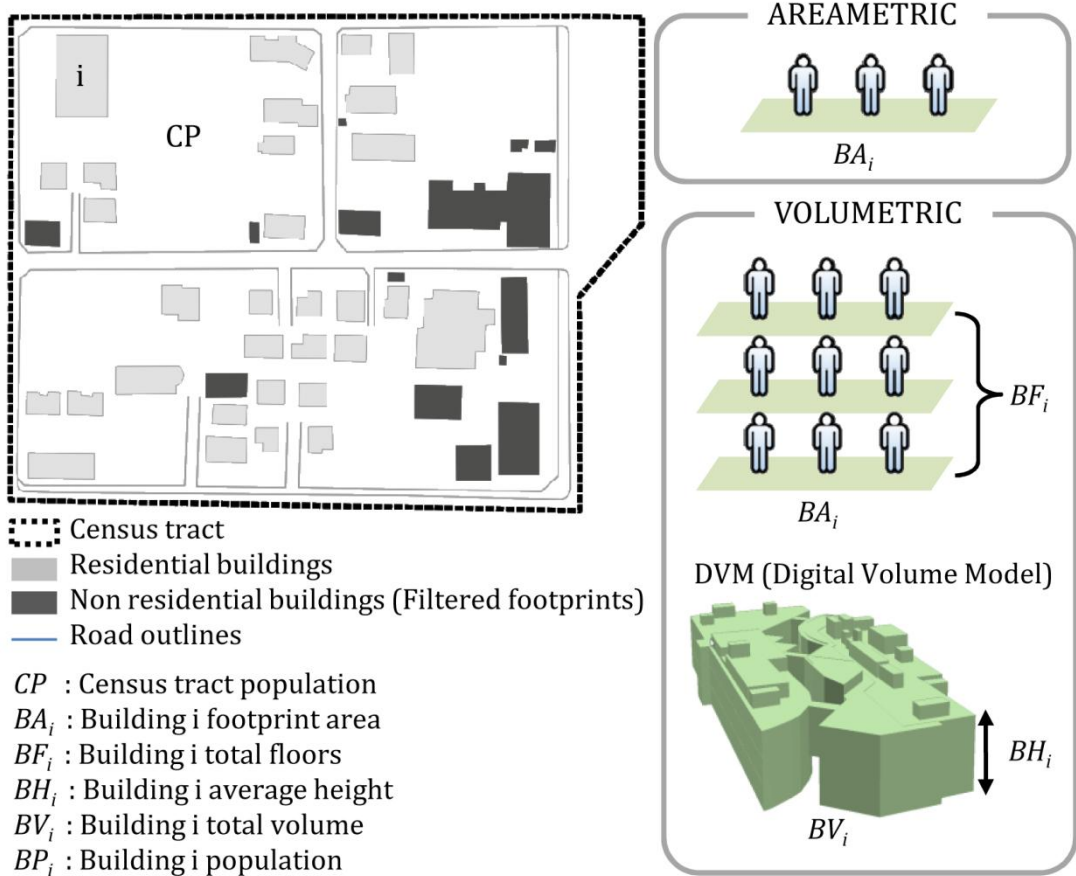 i
CP
Census tract
Residential buildings
Non residential buildings (Filtered footprints)
Road outlines
CP : Census tract population
BAᵢ : Building i footprint area
BFᵢ : Building i total floors
BHᵢ : Building i average height
BVᵢ : Building i total volume
BPᵢ : Building i population
AREAMETRIC
BAᵢ
VOLUMETRIC
BFᵢ
BAᵢ
DVM (Digital Volume Model)
BHᵢ
BVᵢ